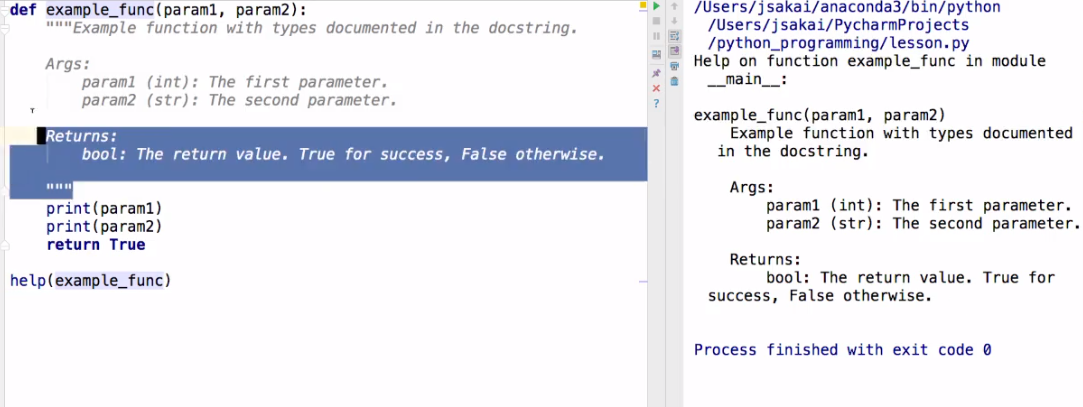 def example_func(param1, param2):
    """Example function with types documented in the docstring.

    Args:
        param1 (int): The first parameter.
        param2 (str): The second parameter.

    Returns:
        bool: The return value. True for success, False otherwise.

    """
    print(param1)
    print(param2)
    return True

help(example_func)

/Users/jsakai/anaconda3/bin/python
 /Users/jsakai/PycharmProjects
 /python_programming/lesson.py
Help on function example_func in module
 __main__:

example_func(param1, param2)
    Example function with types documented
 in the docstring.

    Args:
        param1 (int): The first parameter.
        param2 (str): The second parameter.

    Returns:
        bool: The return value. True for
 success, False otherwise.

Process finished with exit code 0